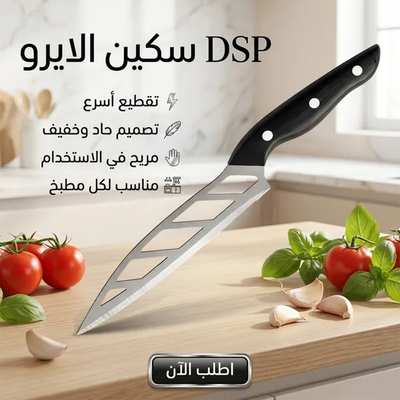 DSP سكين الايرو
تقطيع أسرع
تصميم حاد وخفيف
مريح في الاستخدام
مناسب لكل مطبخ
اطلب الآن